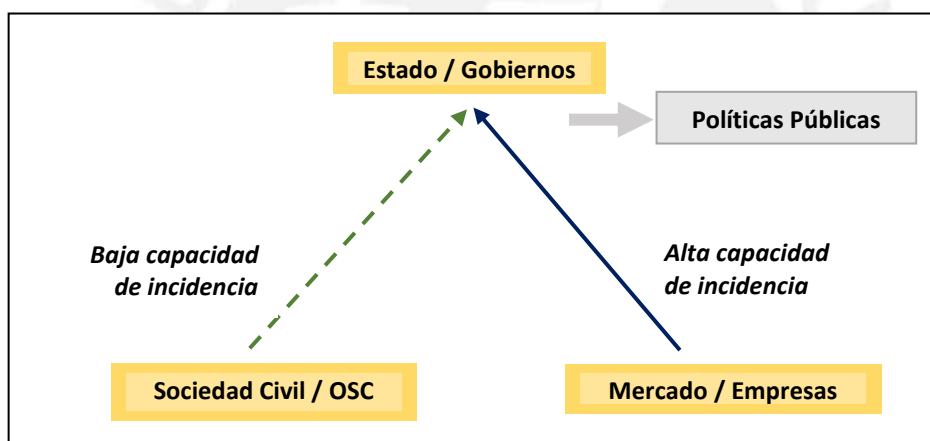 Estado / Gobiernos
Políticas Públicas
Baja capacidad
de incidencia
Alta capacidad
de incidencia
Sociedad Civil / OSC
Mercado / Empresas